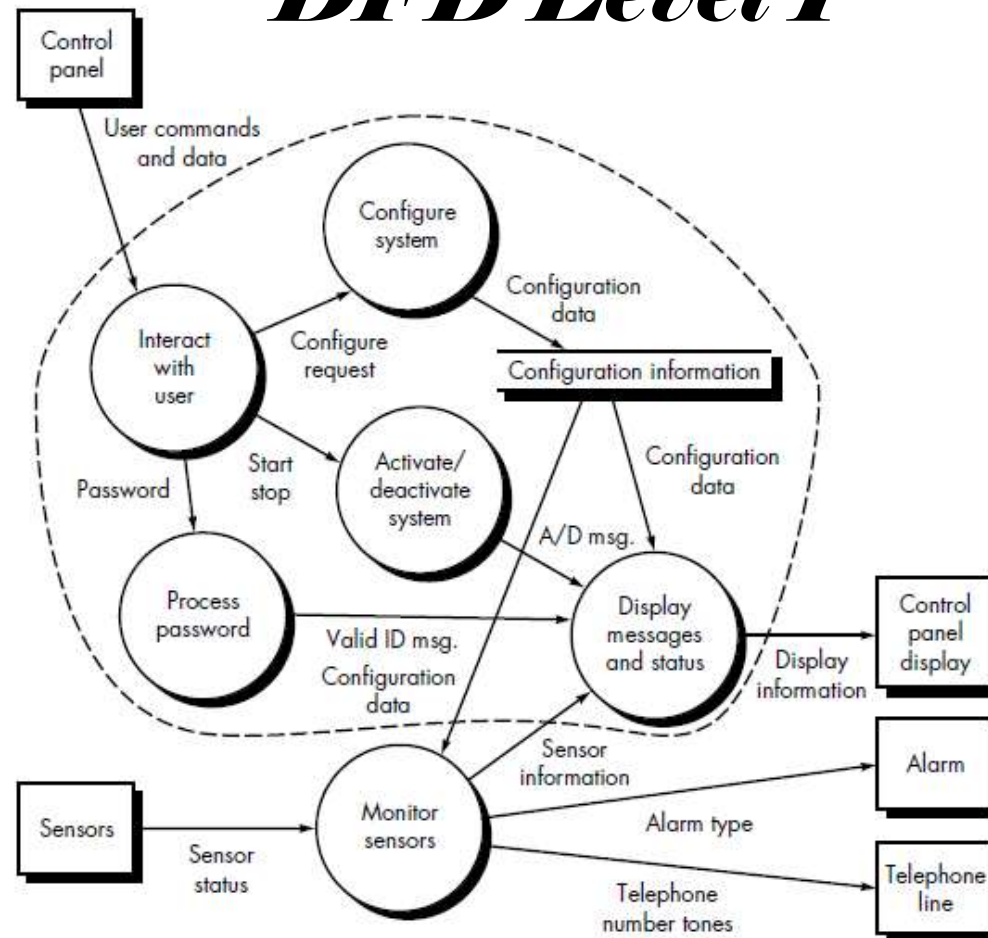 DFD Level 1
Control
panel
User commands
and data
Configure
system
Configuration
data
Interact
with
user
Configure
request
Configuration information
Password
Start
stop
Activate/
deactivate
system
Configuration
data
A/D msg.
Process
password
Valid ID msg.
Display
messages
and status
Control
panel
display
Display
information
Configuration
data
Sensor
information
Alarm
Sensors
Monitor
sensors
Alarm type
Sensor
status
Telephone
number tones
Telephone
line